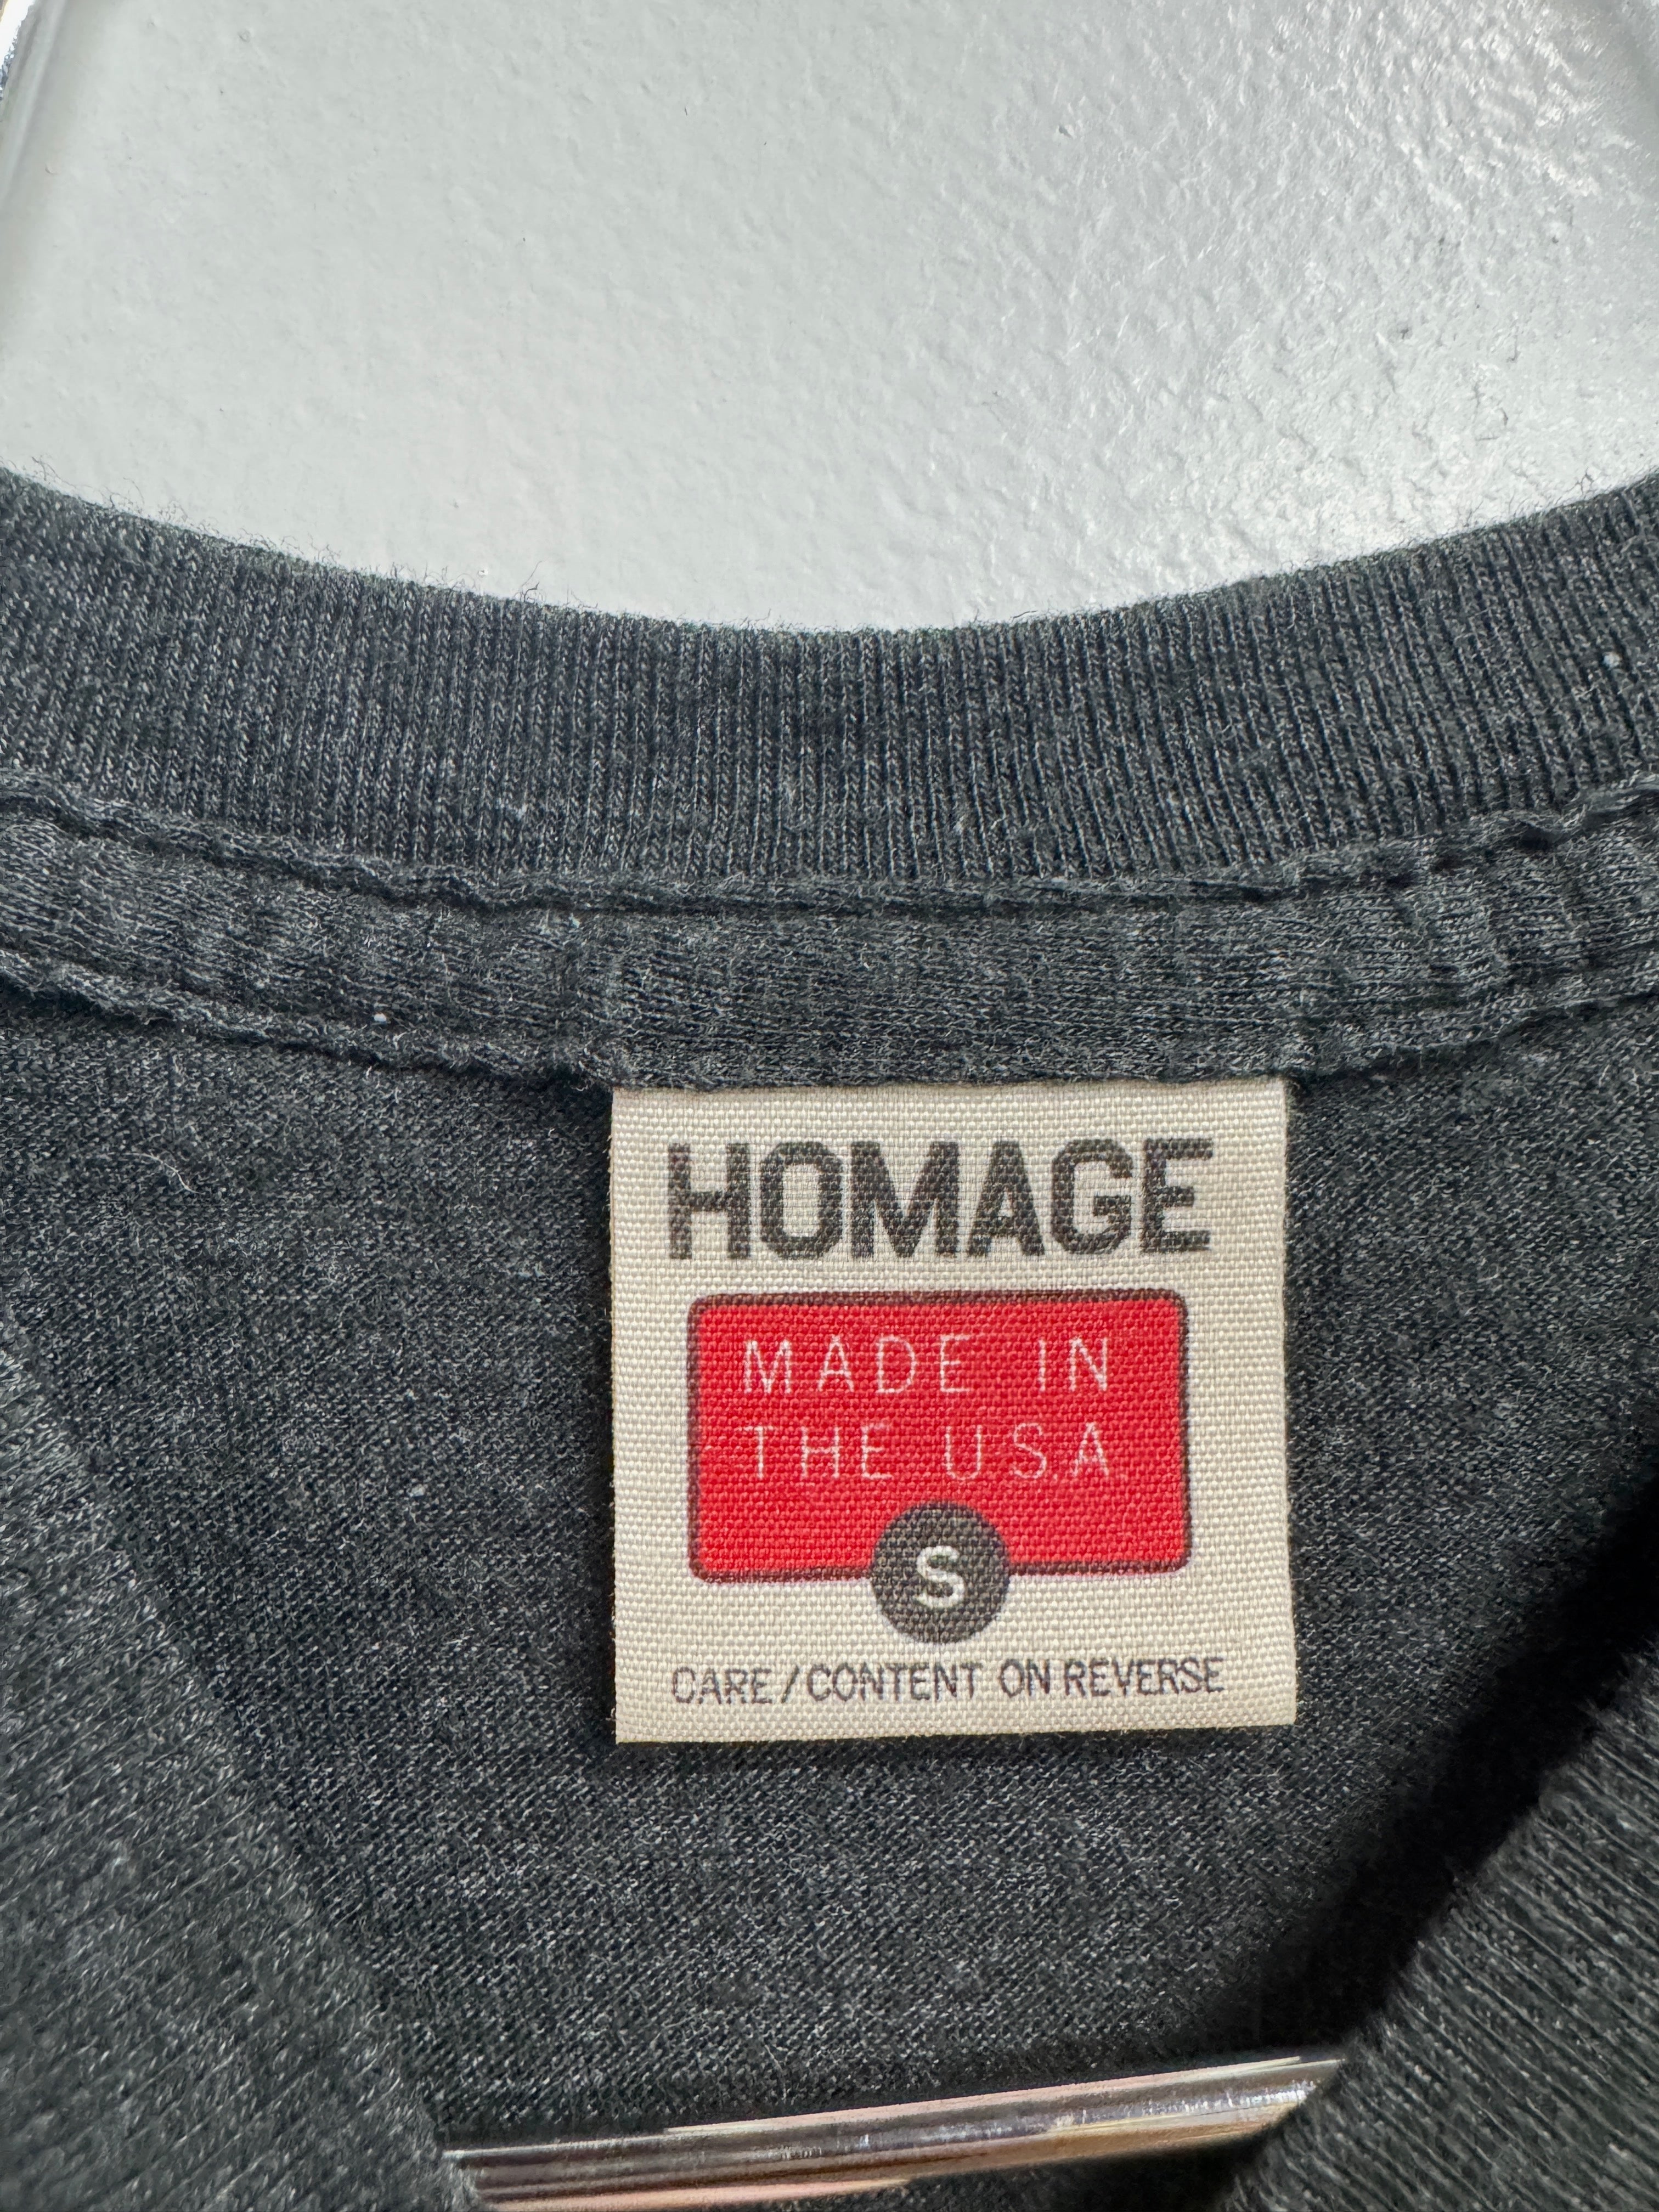 HOMAGE
MADE IN
THE U.S.A.
S
CARE/CONTENT ON REVERSE